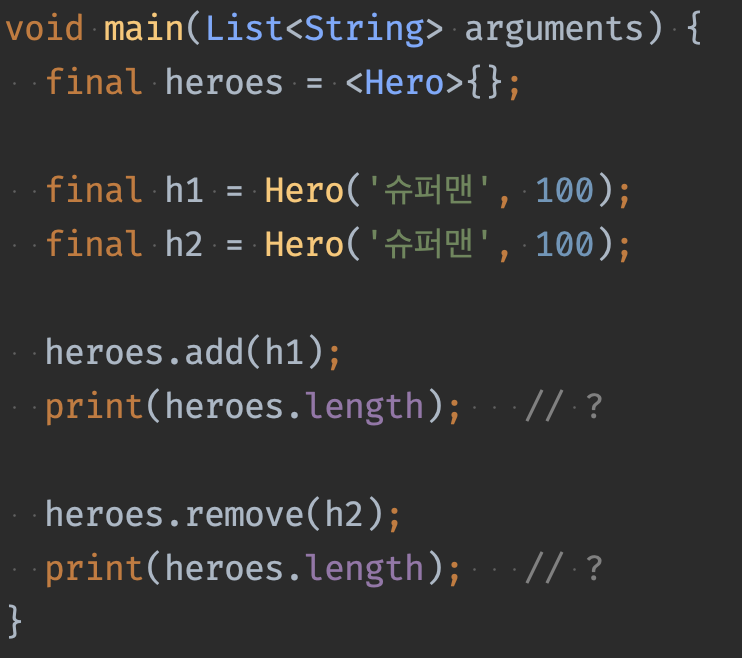 void main(List<String> arguments) {
  final heroes = <Hero>{};
  final h1 = Hero('슈퍼맨', 100);
  final h2 = Hero('슈퍼맨', 100);
  heroes.add(h1);
  print(heroes.length);   // ?
  heroes.remove(h2);
  print(heroes.length);   // ?
}